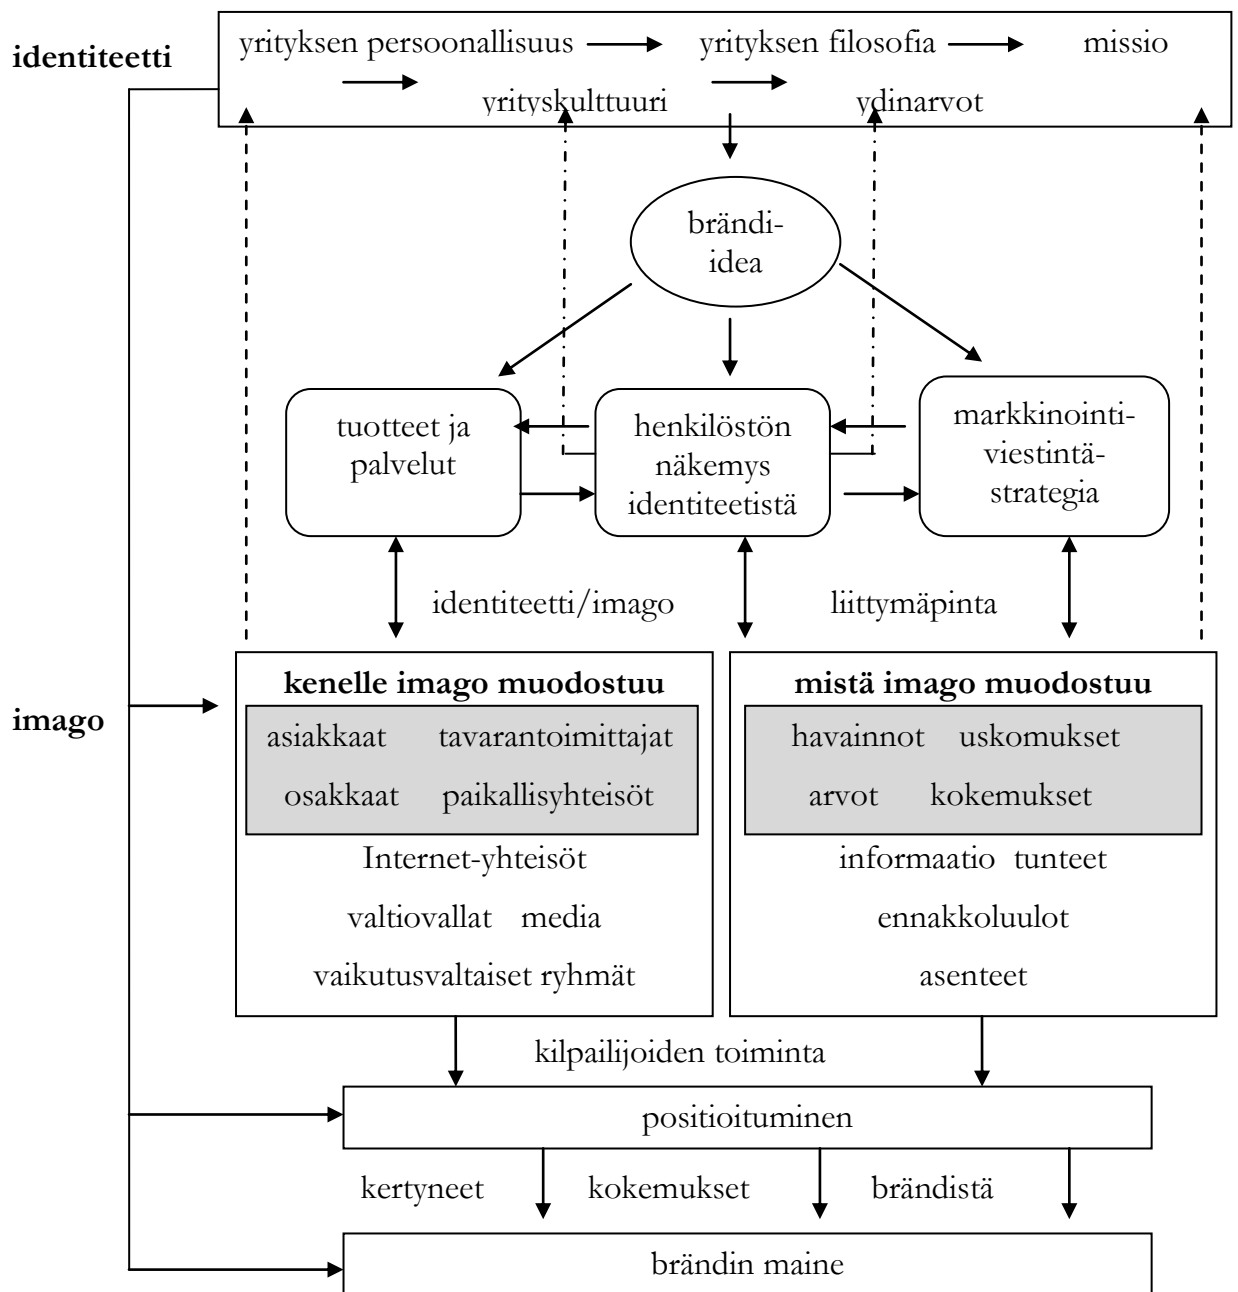 identiteetti
yrityksen persoonallisuus yrityksen filosofia missio
yrityskulttuuri ydinarvot
brändi-
idea
tuotteet ja
palvelut
henkilöstön
näkemys
identiteetistä
markkinointi-
viestintä-
strategia
identiteetti/imago liittymäpinta
imago
kenelle imago muodostuu
asiakkaat tavarantoimittajat
osakkaat paikallisyhteisöt
Internet-yhteisöt
valtiovallat media
vaikutusvaltaiset ryhmät
mistä imago muodostuu
havainnot uskomukset
arvot kokemukset
informaatio tunteet
ennakkoluulot
asenteet
kilpailijoiden toiminta
positioituminen
kertyneet kokemukset brändistä
brändin maine